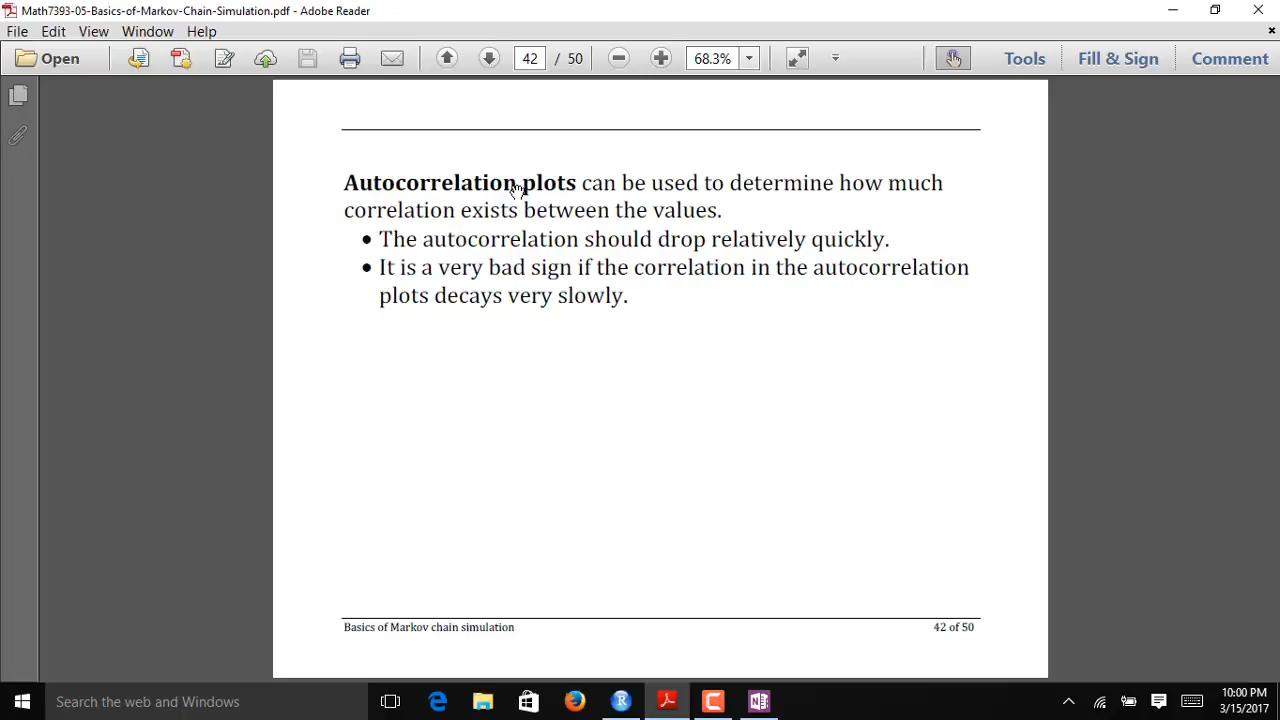 Math7393-05-Basics-of-Markov-Chain-Simulation.pdf - Adobe Reader
File Edit View Window Help
Open 42 / 50 68.3% Tools Fill & Sign Comment
Autocorrelation plots can be used to determine how much
correlation exists between the values.
• The autocorrelation should drop relatively quickly.
• It is a very bad sign if the correlation in the autocorrelation
plots decays very slowly.
Basics of Markov chain simulation 42 of 50
Search the web and Windows
10:00 PM
3/15/2017